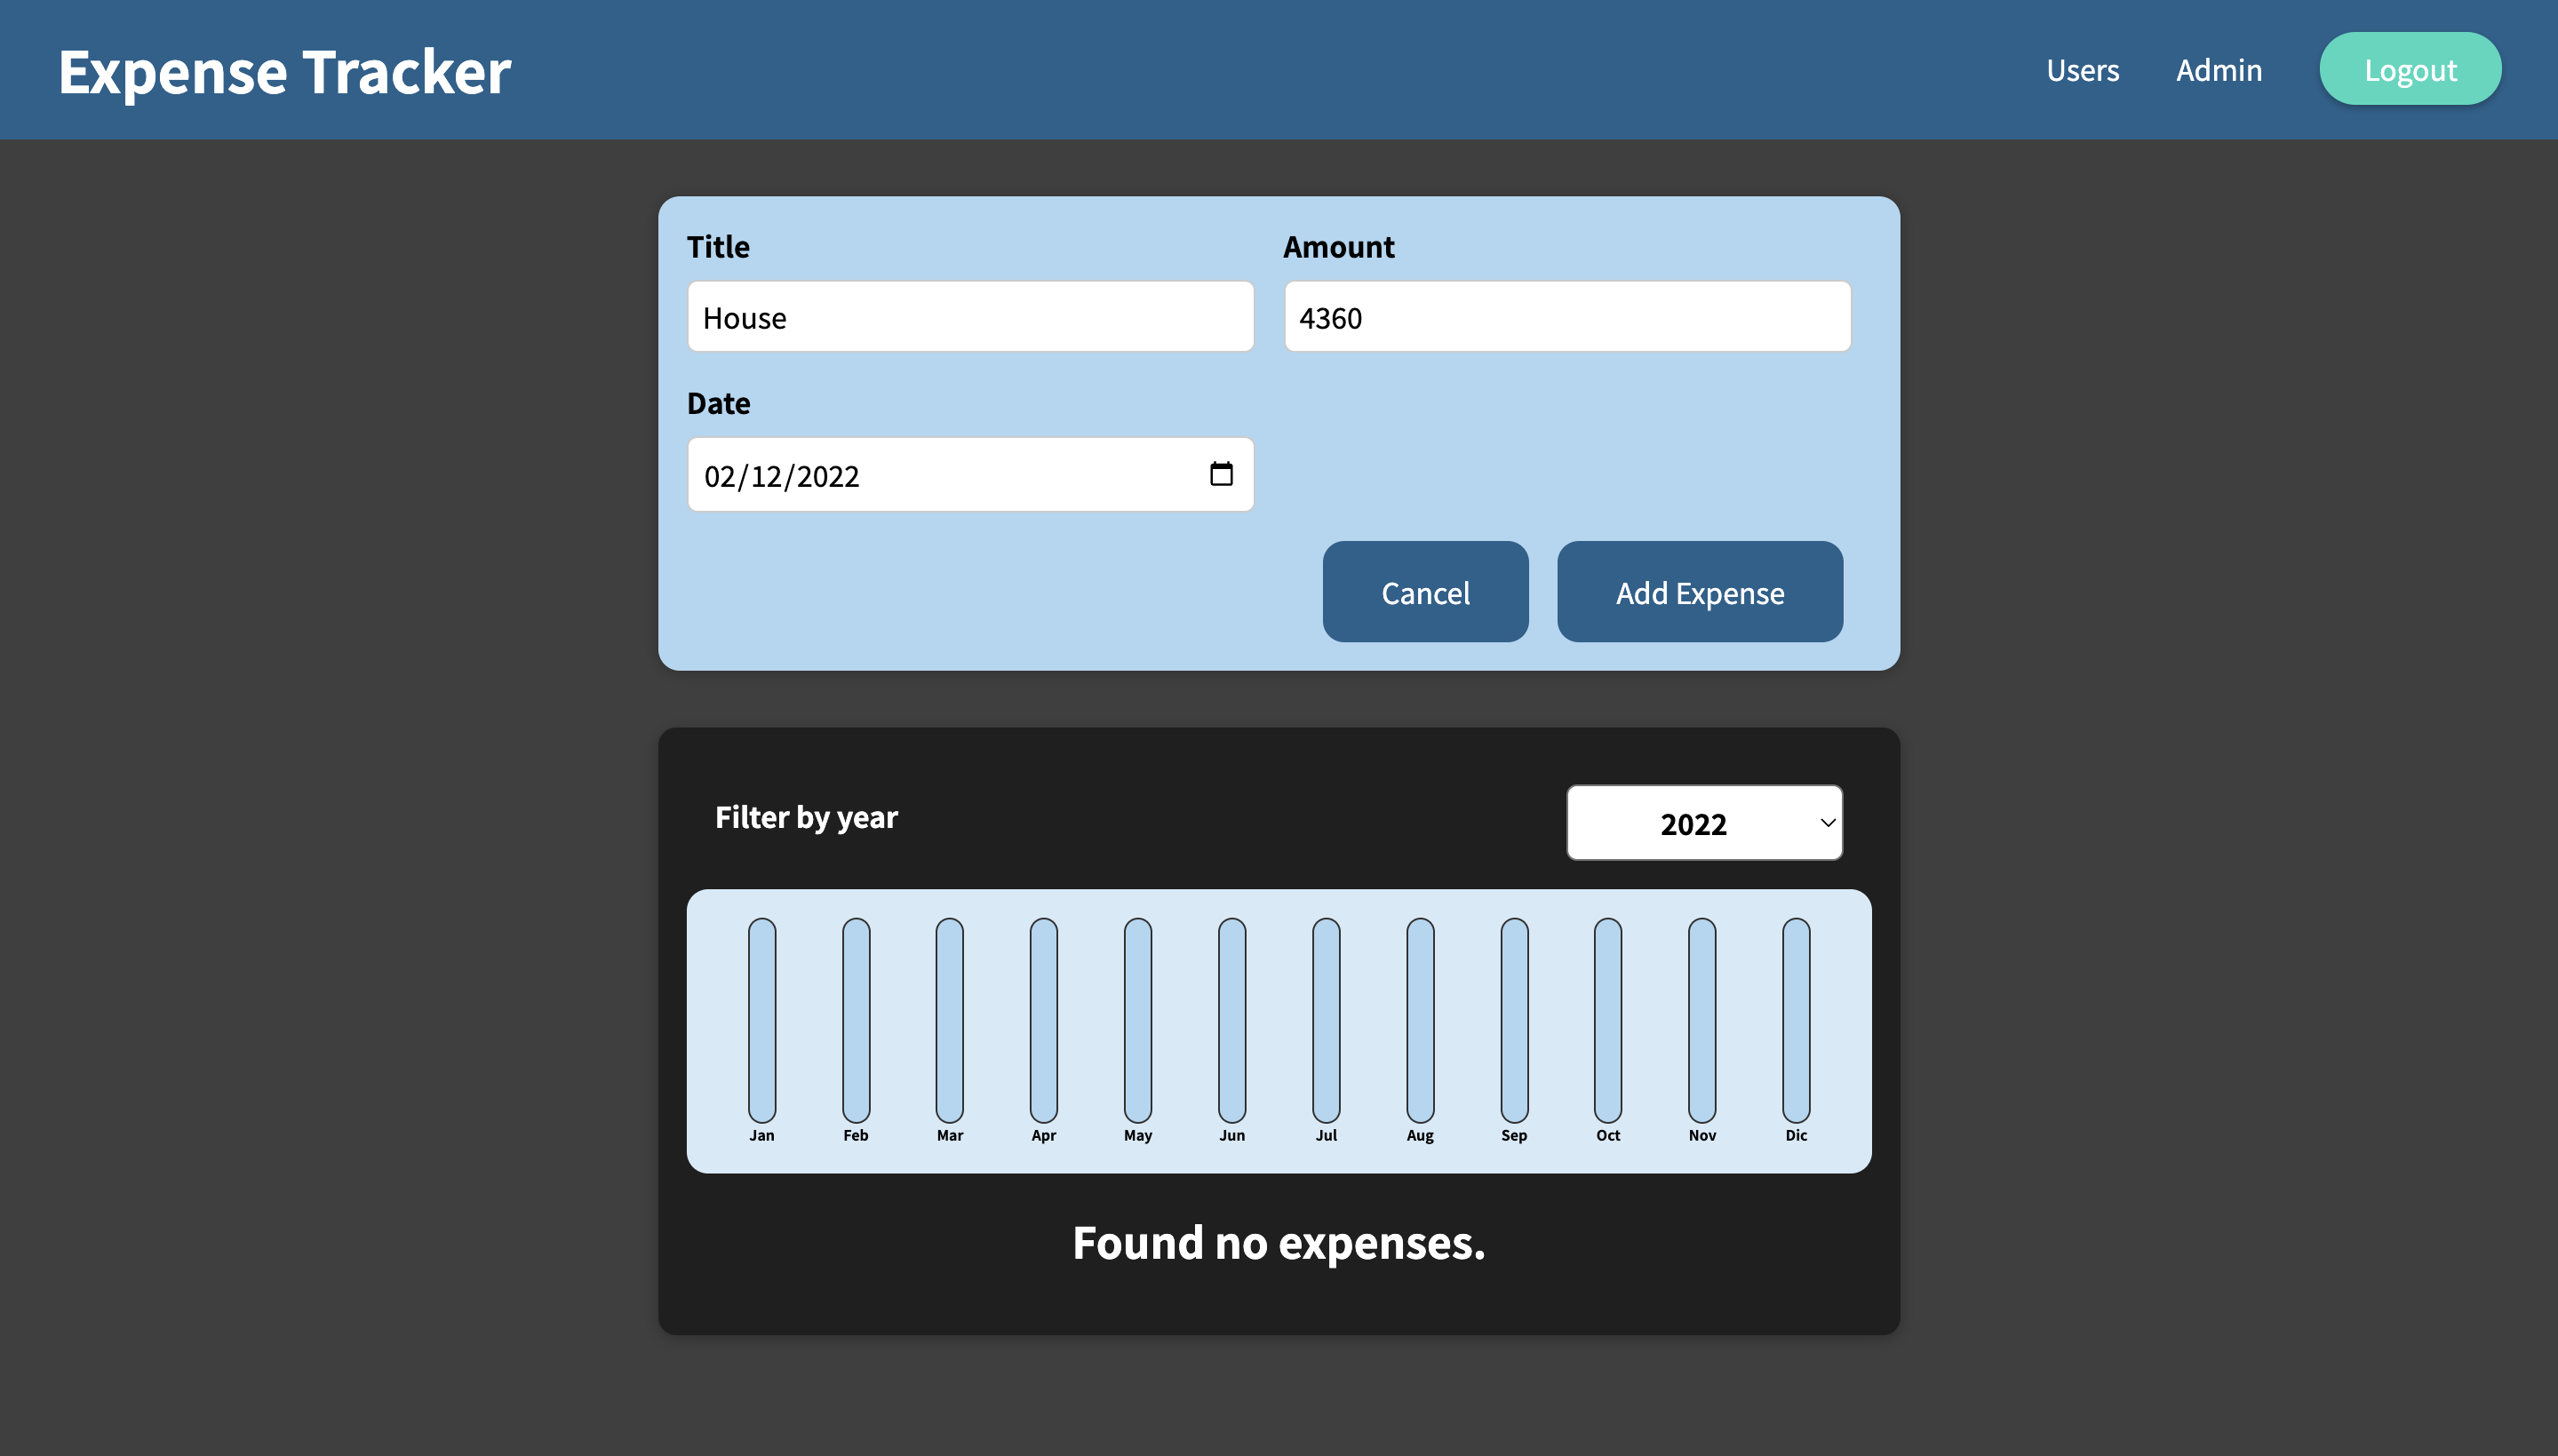 Expense Tracker
Users Admin Logout
Title Amount
House 4360
Date
02/12/2022
Cancel Add Expense
Filter by year 2022
Jan Feb Mar Apr May Jun Jul Aug Sep Oct Nov Dic
Found no expenses.